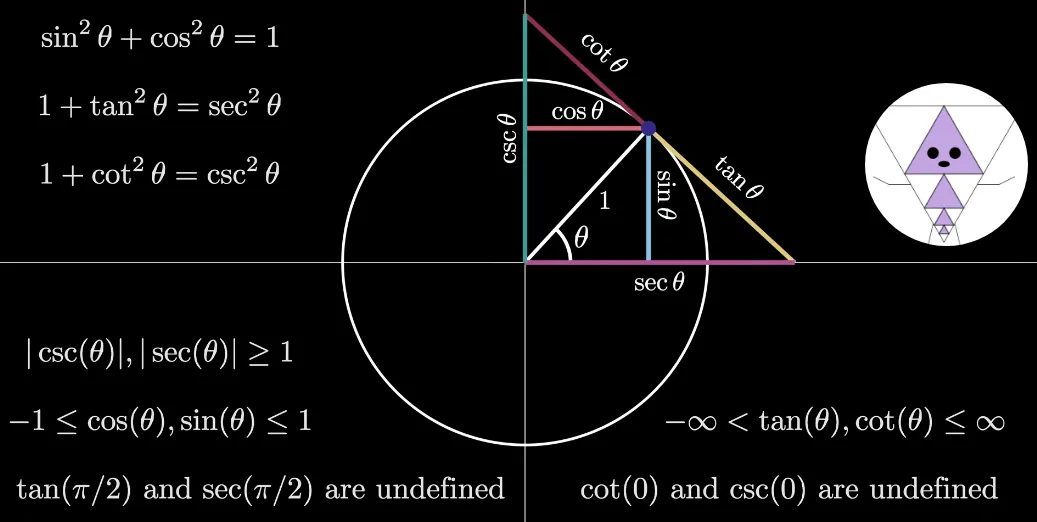 sin² θ + cos² θ = 1
1 + tan² θ = sec² θ
1 + cot² θ = csc² θ
cot θ
cos θ
csc θ
tan θ
sin θ
1
θ
sec θ
| csc(θ)|, | sec(θ)| ≥ 1
−1 ≤ cos(θ), sin(θ) ≤ 1
−∞ < tan(θ), cot(θ) ≤ ∞
tan(π/2) and sec(π/2) are undefined
cot(0) and csc(0) are undefined